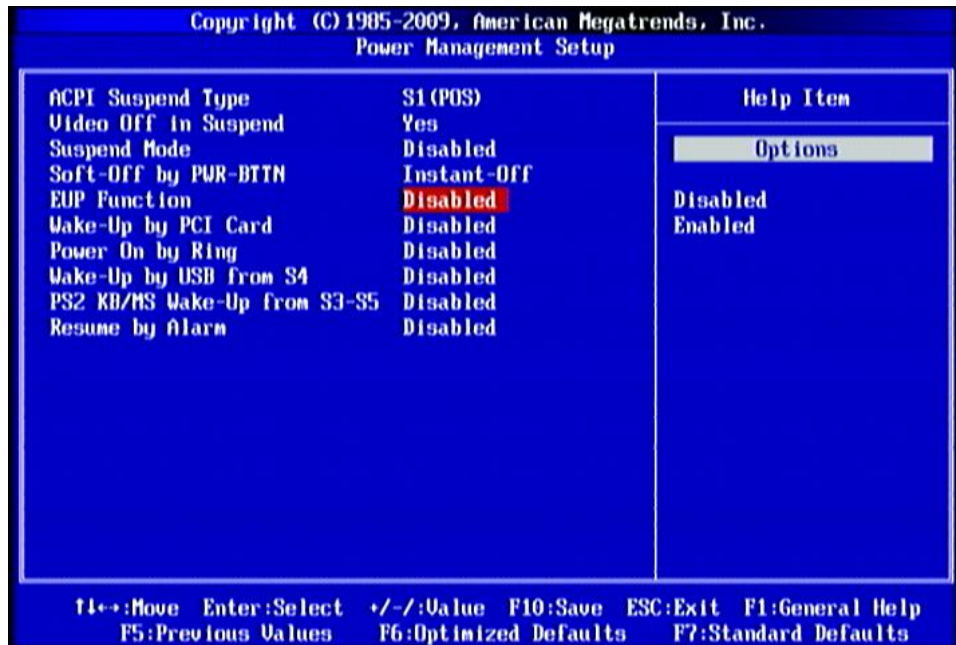 Copyright (C)1985-2009, American Megatrends, Inc.
Power Management Setup
ACPI Suspend Type S1(POS)
Video Off in Suspend Yes
Suspend Mode Disabled
Soft-Off by PWR-BTTN Instant-Off
EUP Function Disabled
Wake-Up by PCI Card Disabled
Power On by Ring Disabled
Wake-Up by USB from S4 Disabled
PS2 KB/MS Wake-Up from S3-S5 Disabled
Resume by Alarm Disabled
Help Item
Options
Disabled
Enabled
↑↓←→:Move Enter:Select +/-/:Value F10:Save ESC:Exit F1:General Help
F5:Previous Values F6:Optimized Defaults F7:Standard Defaults